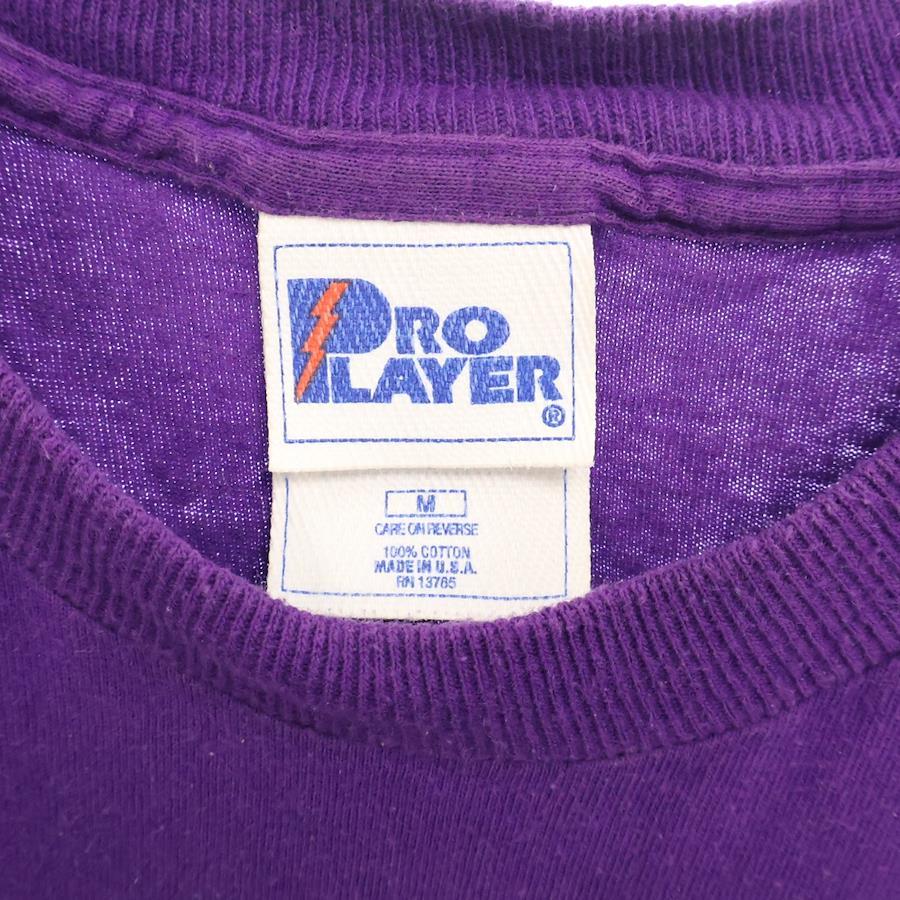 PRO
PLAYER
®
M
CARE ON REVERSE
100% COTTON
MADE IN U.S.A.
RN 13765